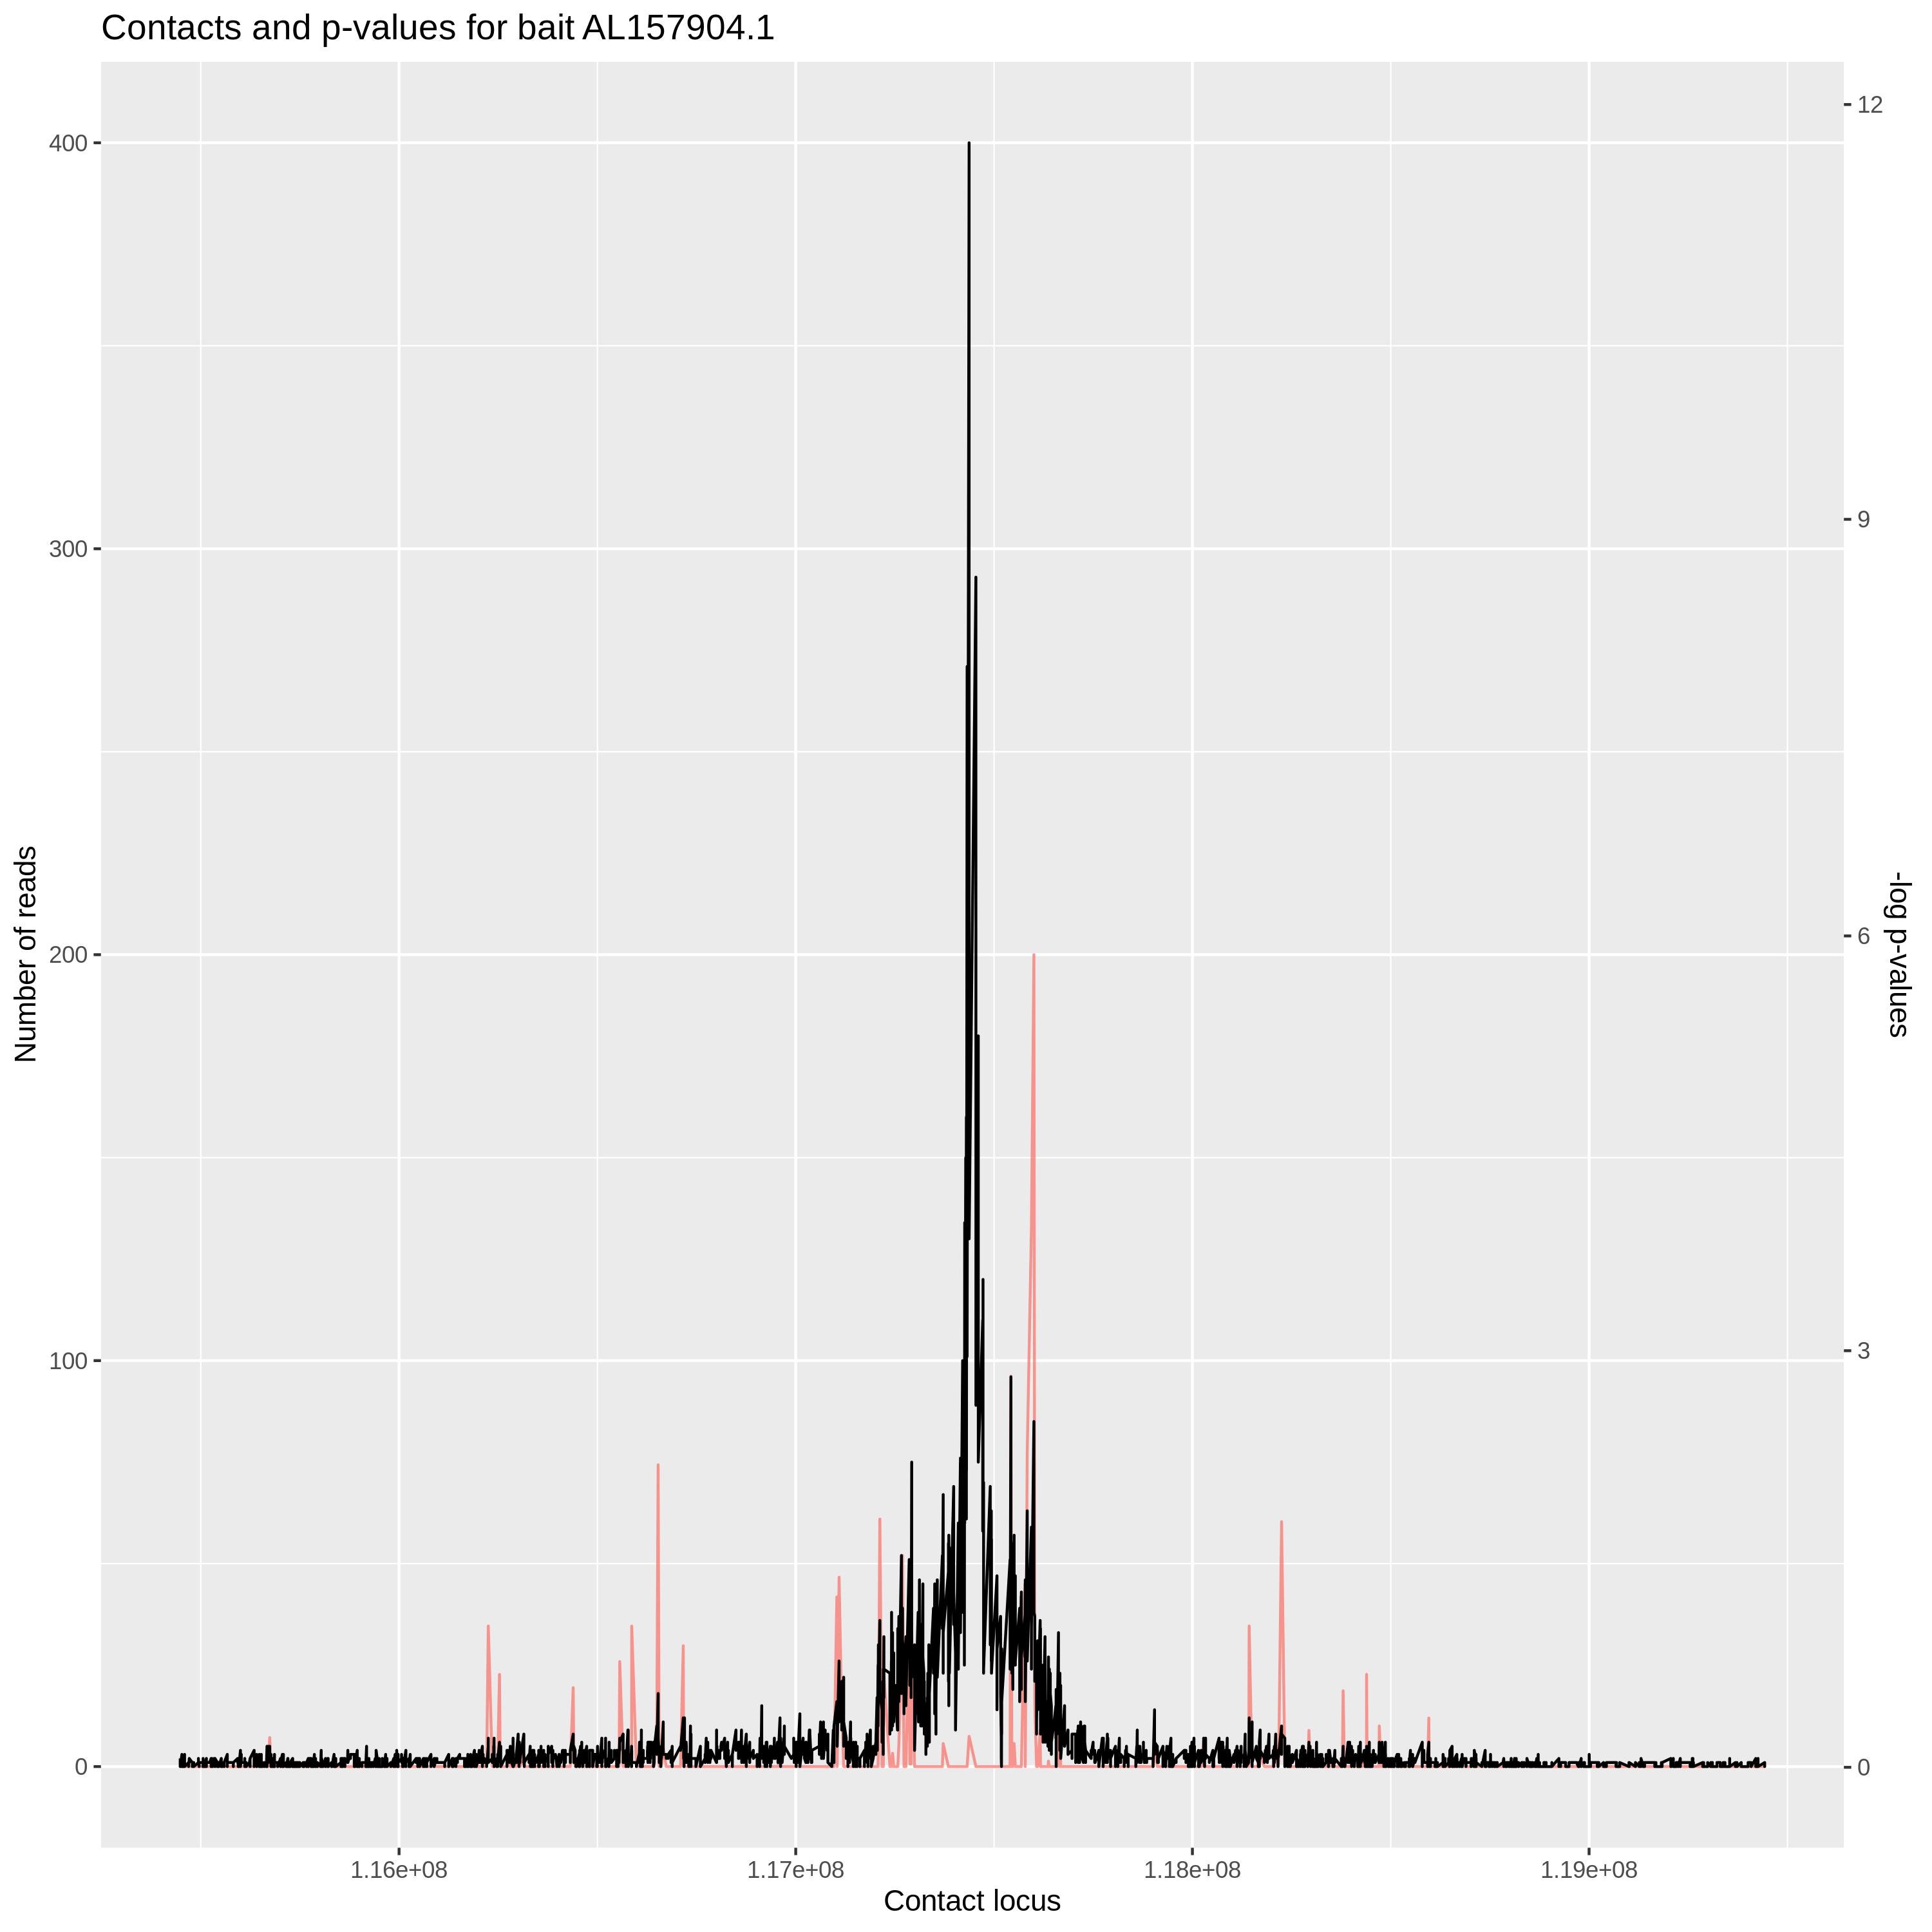 Contacts and p-values for bait AL157904.1
400
300
200
100
0
Number of reads
12
9
6
3
0
-log p-values
1.16e+08
1.17e+08
1.18e+08
1.19e+08
Contact locus